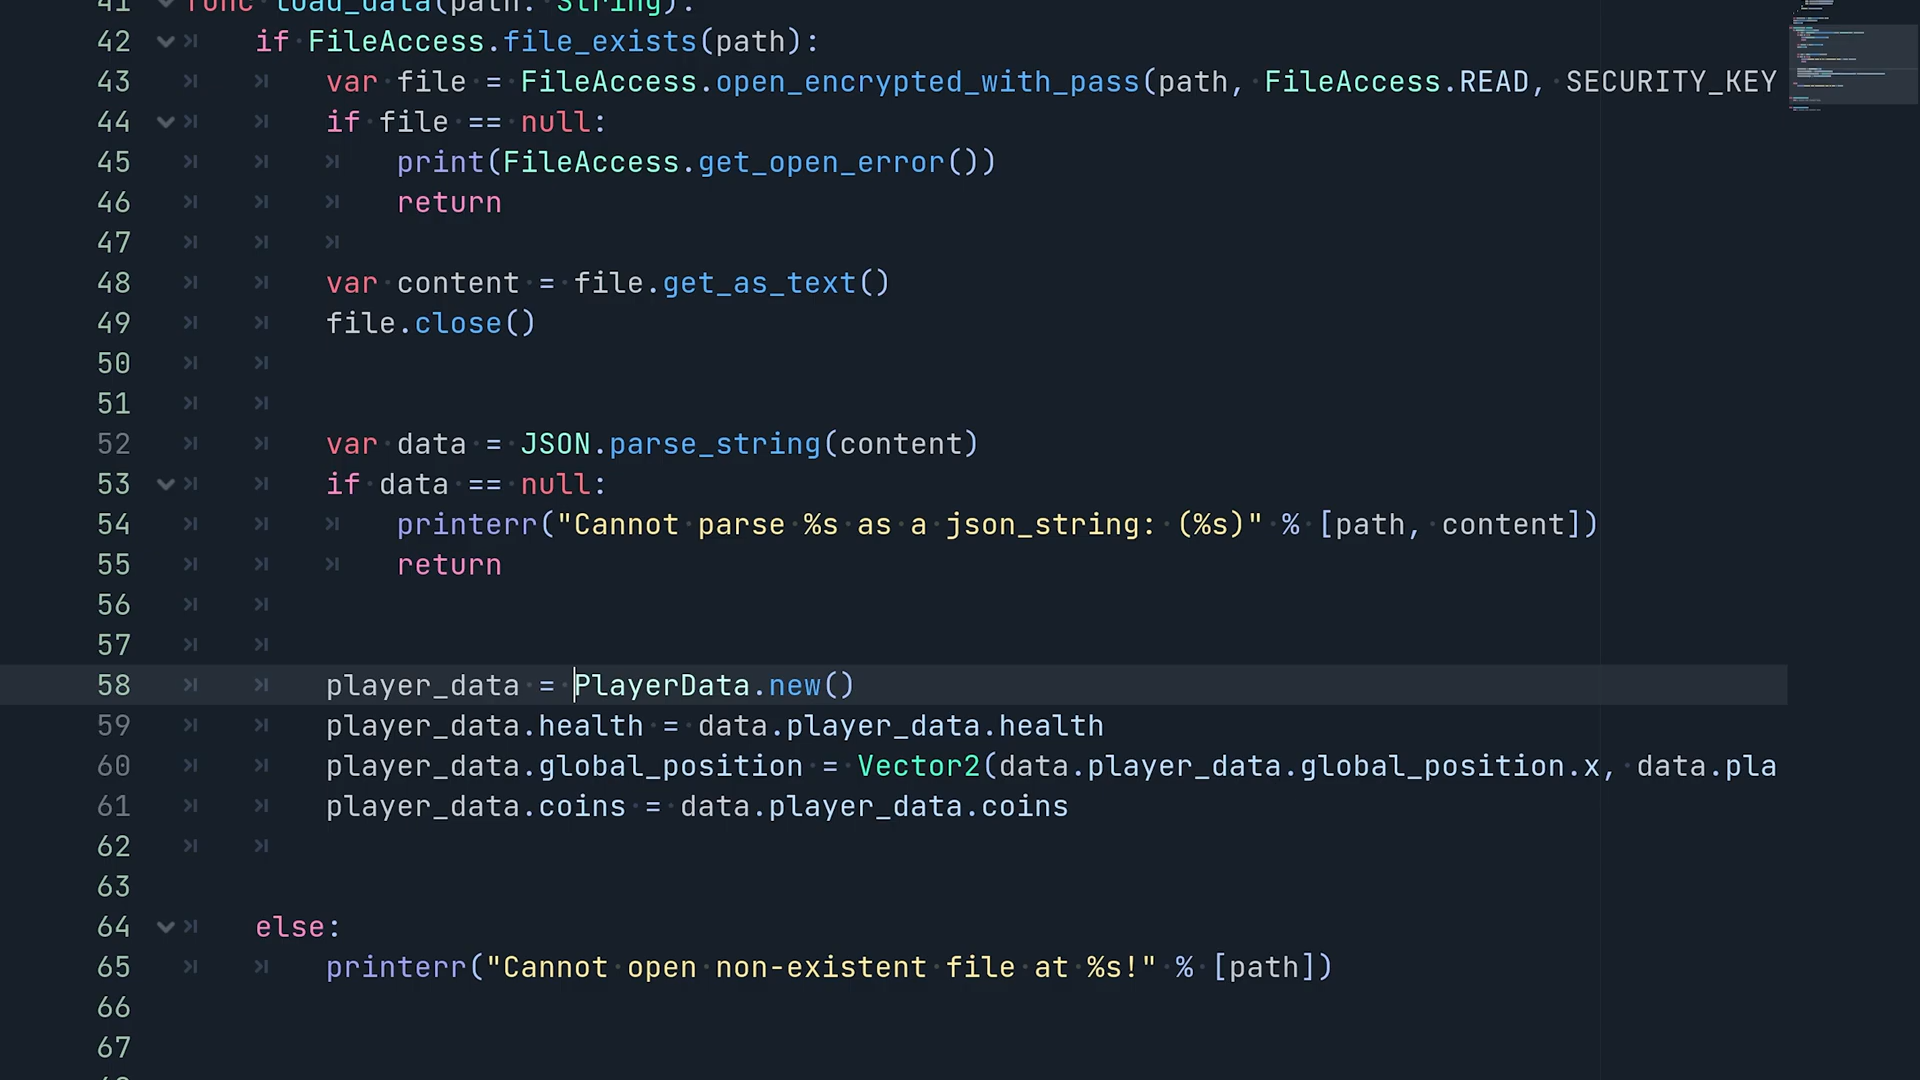 41 func load_data(path: String):
42 if FileAccess.file_exists(path):
43 var file = FileAccess.open_encrypted_with_pass(path, FileAccess.READ, SECURITY_KEY
44 if file == null:
45 print(FileAccess.get_open_error())
46 return
47
48 var content = file.get_as_text()
49 file.close()
50
51
52 var data = JSON.parse_string(content)
53 if data == null:
54 printerr("Cannot parse %s as a json_string: (%s)" % [path, content])
55 return
56
57
58 player_data = PlayerData.new()
59 player_data.health = data.player_data.health
60 player_data.global_position = Vector2(data.player_data.global_position.x, data.pla
61 player_data.coins = data.player_data.coins
62
63
64 else:
65 printerr("Cannot open non-existent file at %s!" % [path])
66
67